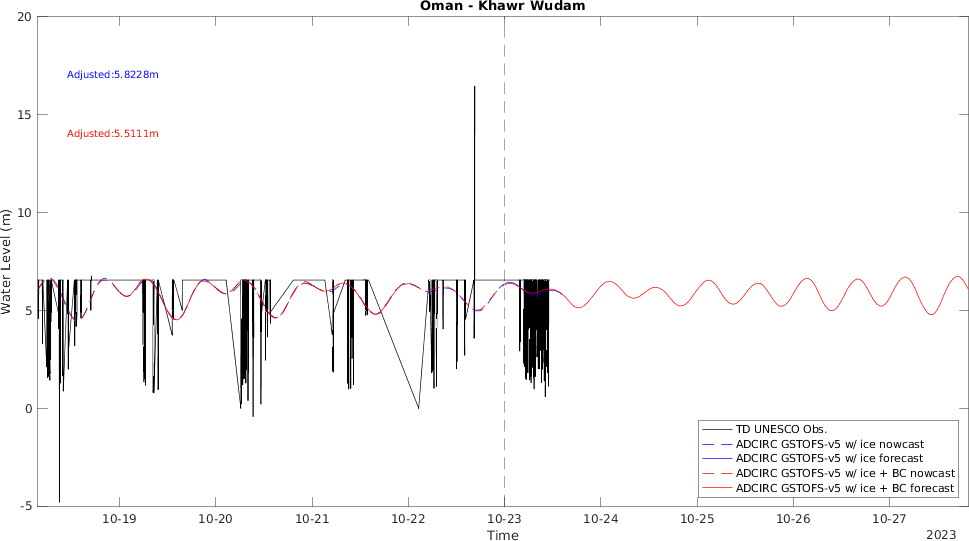 Oman - Khawr Wudam
20
15
10
5
0
-5
Water Level (m)
Adjusted:5.8228m
Adjusted:5.5111m
TD UNESCO Obs.
ADCIRC GSTOFS-v5 w/ ice nowcast
ADCIRC GSTOFS-v5 w/ ice forecast
ADCIRC GSTOFS-v5 w/ ice + BC nowcast
ADCIRC GSTOFS-v5 w/ ice + BC forecast
10-19
10-20
10-21
10-22
10-23
10-24
10-25
10-26
10-27
Time
2023